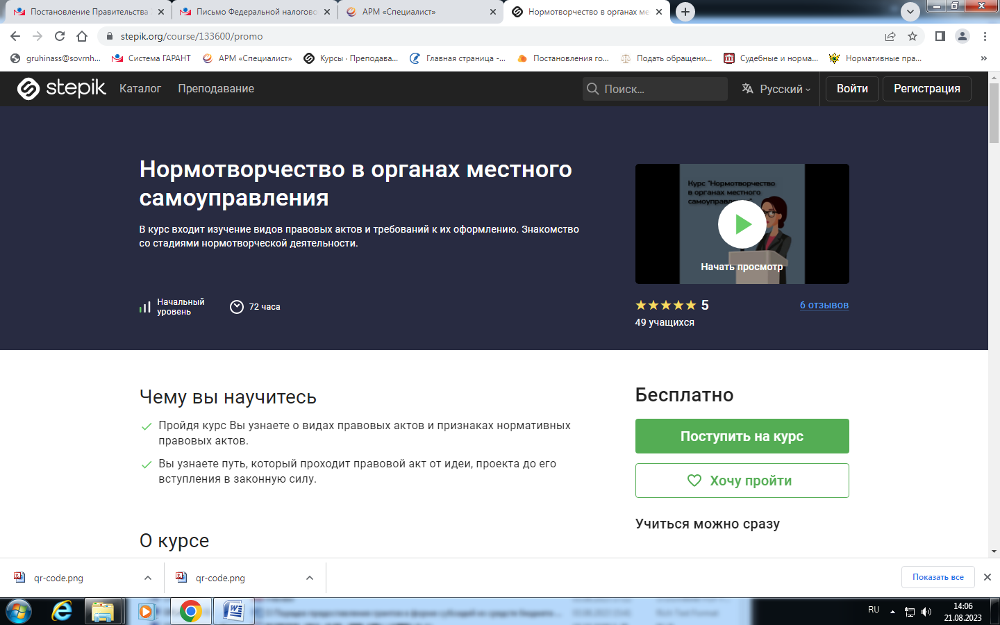 Постановление Правительства
Письмо Федеральной налогово
АРМ «Специалист»
Нормотворчество в органах ме
stepik.org/course/133600/promo
gruhinass@sovrnh...
Система ГАРАНТ
АРМ «Специалист»
Курсы · Преподава...
Главная страница -...
Постановления го...
Подать обращени...
Судебные и норма...
Нормативные пра...
»
stepik
Каталог
Преподавание
Поиск...
Русский
Войти
Регистрация
Нормотворчество в органах местного
самоуправления
В курс входит изучение видов правовых актов и требований к их оформлению. Знакомство
со стадиями нормотворческой деятельности.
Начальный
уровень
72 часа
Курс "Нормотворчество
в органах местного
самоуправления"
Начать просмотр
5
6 отзывов
49 учащихся
Чему вы научитесь
Пройдя курс Вы узнаете о видах правовых актов и признаках нормативных
правовых актов.
Вы узнаете путь, который проходит правовой акт от идеи, проекта до его
вступления в законную силу.
О курсе
Бесплатно
Поступить на курс
Хочу пройти
Учиться можно сразу
qr-code.png
qr-code.png
Показать все
RU
14:06
21.08.2023